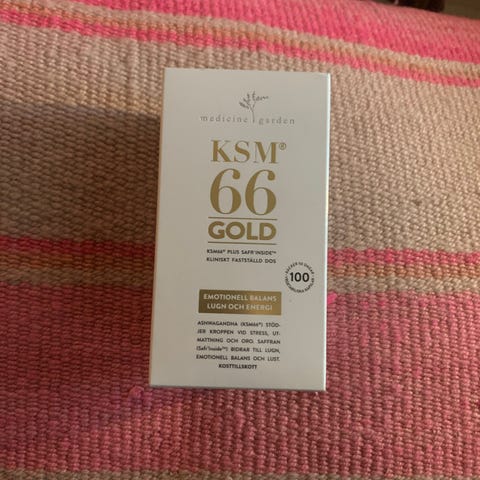 medicine garden
KSM®
66
GOLD
KSM66® PLUS SAFR'INSIDE™
KLINISKT FASTSTÄLLD DOS
100
EMOTIONELL BALANS
LUGN OCH ENERGI
ASHWAGANDHA (KSM66®) STÖD-
JER KROPPEN VID STRESS, UT-
MATTNING OCH ORO. SAFFRAN
(Safr'Inside™) BIDRAR TILL LUGN,
EMOTIONELL BALANS OCH LUST.
KOSTTILLSKOTT